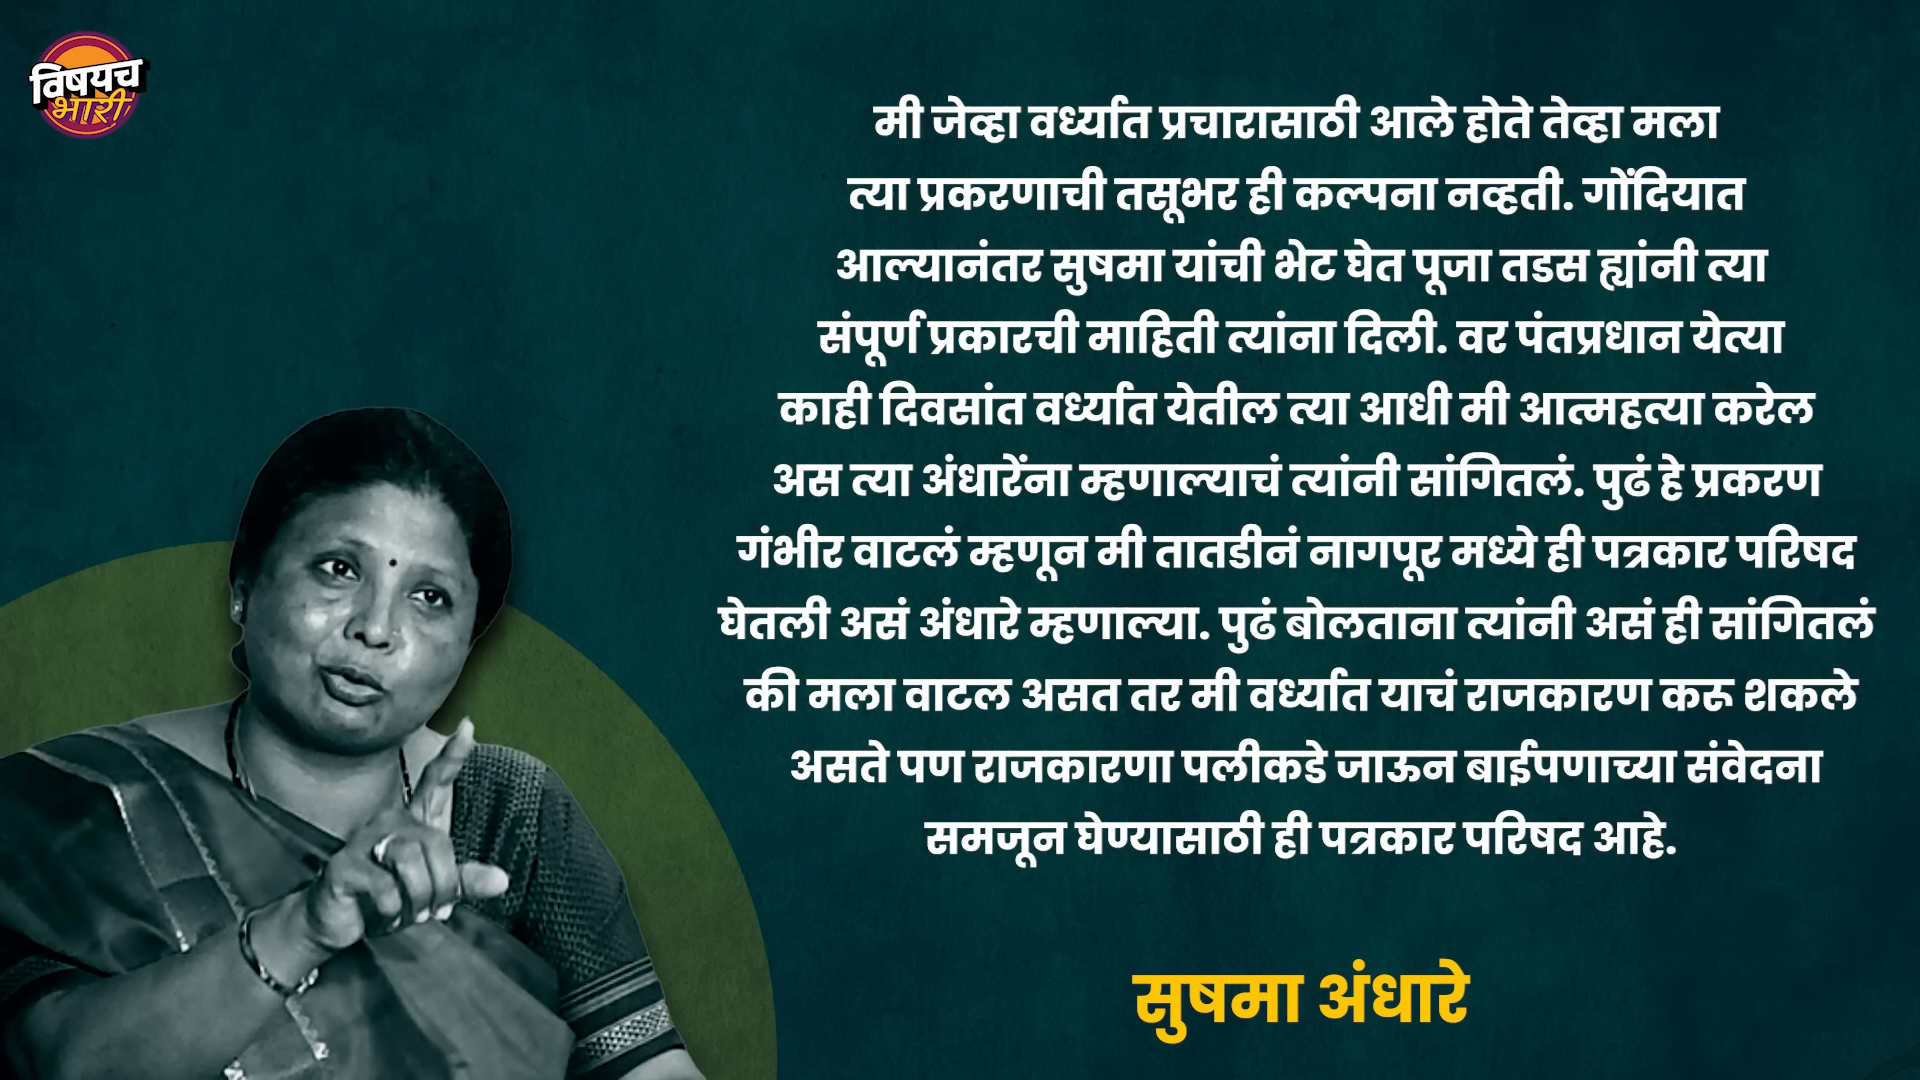 विषयच
भारी
मी जेव्हा वर्ध्यात प्रचारासाठी आले होते तेव्हा मला
त्या प्रकरणाची तसूभर ही कल्पना नव्हती. गोंदियात
आल्यानंतर सुषमा यांची भेट घेत पूजा तडस ह्यांनी त्या
संपूर्ण प्रकारची माहिती त्यांना दिली. वर पंतप्रधान येत्या
काही दिवसांत वर्ध्यात येतील त्या आधी मी आत्महत्या करेल
अस त्या अंधारेंना म्हणाल्याचं त्यांनी सांगितलं. पुढं हे प्रकरण
गंभीर वाटलं म्हणून मी तातडीनं नागपूर मध्ये ही पत्रकार परिषद
घेतली असं अंधारे म्हणाल्या. पुढं बोलताना त्यांनी असं ही सांगितलं
की मला वाटल असत तर मी वर्ध्यात याचं राजकारण करू शकले
असते पण राजकारणा पलीकडे जाऊन बाईपणाच्या संवेदना
समजून घेण्यासाठी ही पत्रकार परिषद आहे.
सुषमा अंधारे